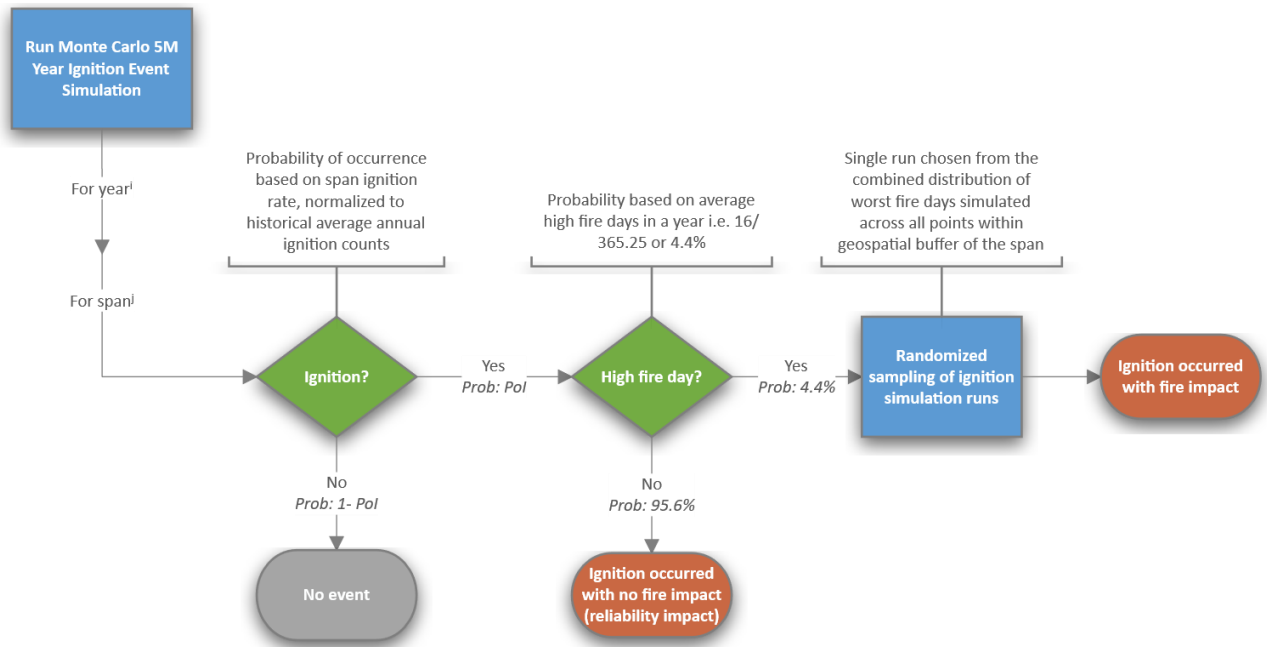 Run Monte Carlo 5M
Year Ignition Event
Simulation
For yearⁱ
For spanʲ
Probability of occurrence
based on span ignition
rate, normalized to
historical average annual
ignition counts
Probability based on average
high fire days in a year i.e. 16/
365.25 or 4.4%
Single run chosen from the
combined distribution of
worst fire days simulated
across all points within
geospatial buffer of the span
Ignition?
Yes
Prob: PoI
High fire day?
Yes
Prob: 4.4%
Randomized
sampling of ignition
simulation runs
Ignition occurred
with fire impact
No
Prob: 1- PoI
No
Prob: 95.6%
No event
Ignition occurred
with no fire impact
(reliability impact)